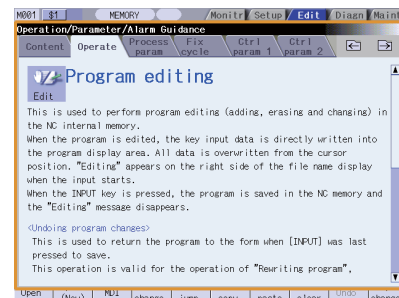 M001 $1 MEMORY Monitr Setup Edit Diagn Maint
Operation/Parameter/Alarm Guidance
Content Operate Process param Fix cycle Ctrl param 1 Ctrl param 2
Program editing
Edit
This is used to perform program editing (adding, erasing and changing) in
the NC internal memory.
When the program is edited, the key input data is directly written into
the program display area. All data is overwritten from the cursor
position. "Editing" appears on the right side of the file name display
when the input starts.
When the INPUT key is pressed, the program is saved in the NC memory and
the "Editing" message disappears.
<Undoing program changes>
This is used to return the program to the form when [INPUT] was last
pressed to save.
This operation is valid for the operation of "Rewriting program",
Open (New) MDI change jump copy paste clear Undo change